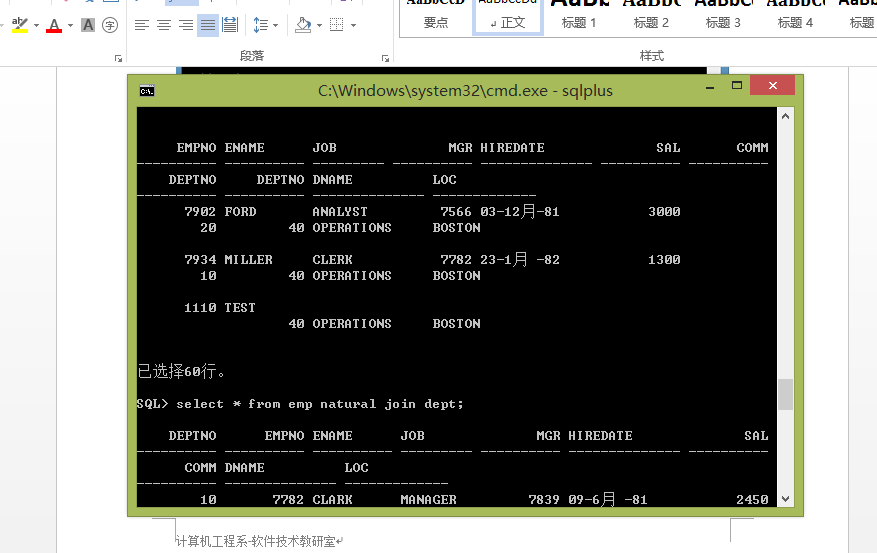 要点
↲ 正文
标题 1
标题 2
标题 3
标题 4
标题
段落
样式
C:\Windows\system32\cmd.exe - sqlplus
EMPNO ENAME JOB MGR HIREDATE SAL COMM
---------- ---------- --------- ---------- -------------- ---------- ----------
DEPTNO DEPTNO DNAME LOC
---------- ---------- -------------- -------------
7902 FORD ANALYST 7566 03-12月-81 3000
20 40 OPERATIONS BOSTON
7934 MILLER CLERK 7782 23-1月 -82 1300
10 40 OPERATIONS BOSTON
1110 TEST
40 OPERATIONS BOSTON
已选择60行。
SQL> select * from emp natural join dept;
DEPTNO EMPNO ENAME JOB MGR HIREDATE SAL
---------- ---------- ---------- --------- ---------- -------------- ----------
COMM DNAME LOC
---------- -------------- -------------
10 7782 CLARK MANAGER 7839 09-6月 -81 2450
计算机工程系-软件技术教研室↵